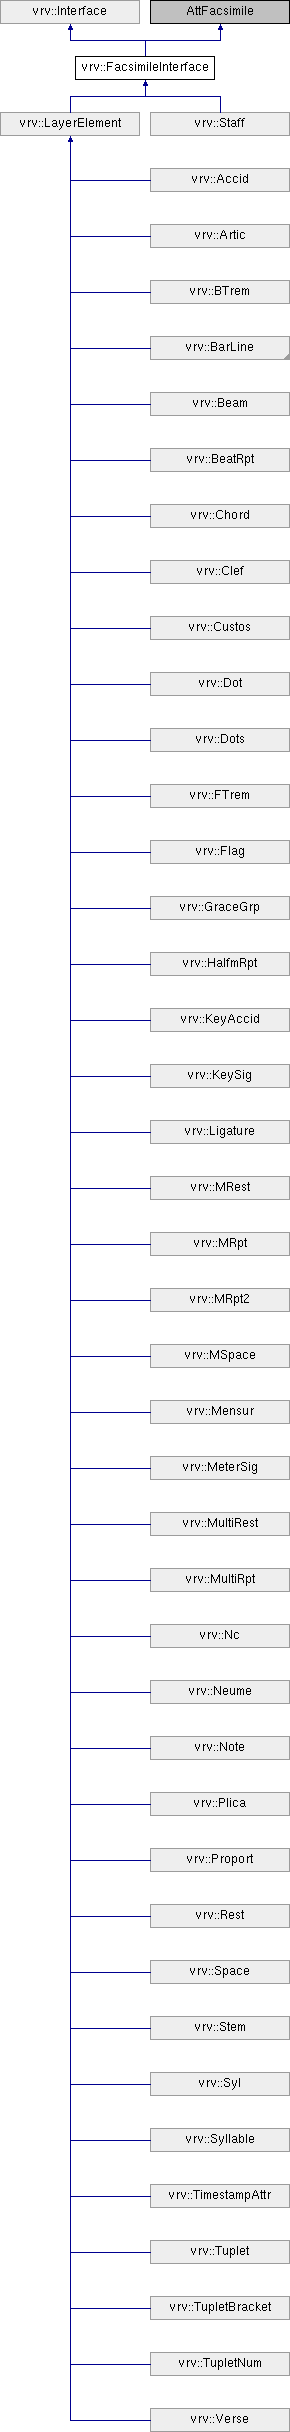 vrv::Interface
AttFacsimile
vrv::FacsimileInterface
vrv::LayerElement
vrv::Staff
vrv::Accid
vrv::Artic
vrv::BTrem
vrv::BarLine
vrv::Beam
vrv::BeatRpt
vrv::Chord
vrv::Clef
vrv::Custos
vrv::Dot
vrv::Dots
vrv::FTrem
vrv::Flag
vrv::GraceGrp
vrv::HalfmRpt
vrv::KeyAccid
vrv::KeySig
vrv::Ligature
vrv::MRest
vrv::MRpt
vrv::MRpt2
vrv::MSpace
vrv::Mensur
vrv::MeterSig
vrv::MultiRest
vrv::MultiRpt
vrv::Nc
vrv::Neume
vrv::Note
vrv::Plica
vrv::Proport
vrv::Rest
vrv::Space
vrv::Stem
vrv::Syl
vrv::Syllable
vrv::TimestampAttr
vrv::Tuplet
vrv::TupletBracket
vrv::TupletNum
vrv::Verse